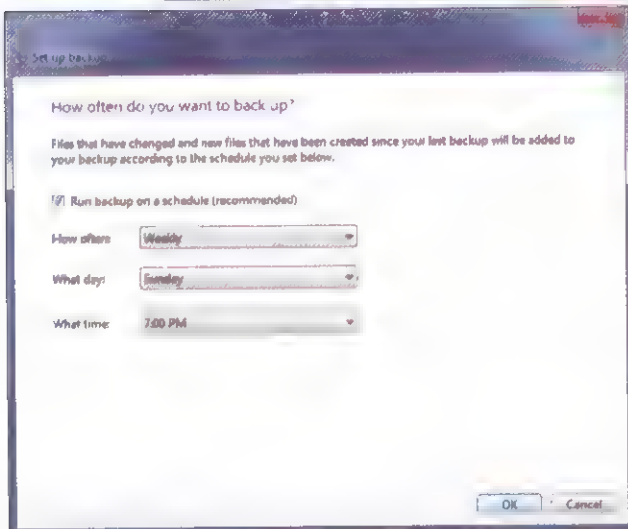 Set up backup
How often do you want to back up?
Files that have changed and new files that have been created since your last backup will be added to
your backup according to the schedule you set below.
Run backup on a schedule (recommended)
How often: Weekly
What day: Sunday
What time: 7:00 PM
OK Cancel